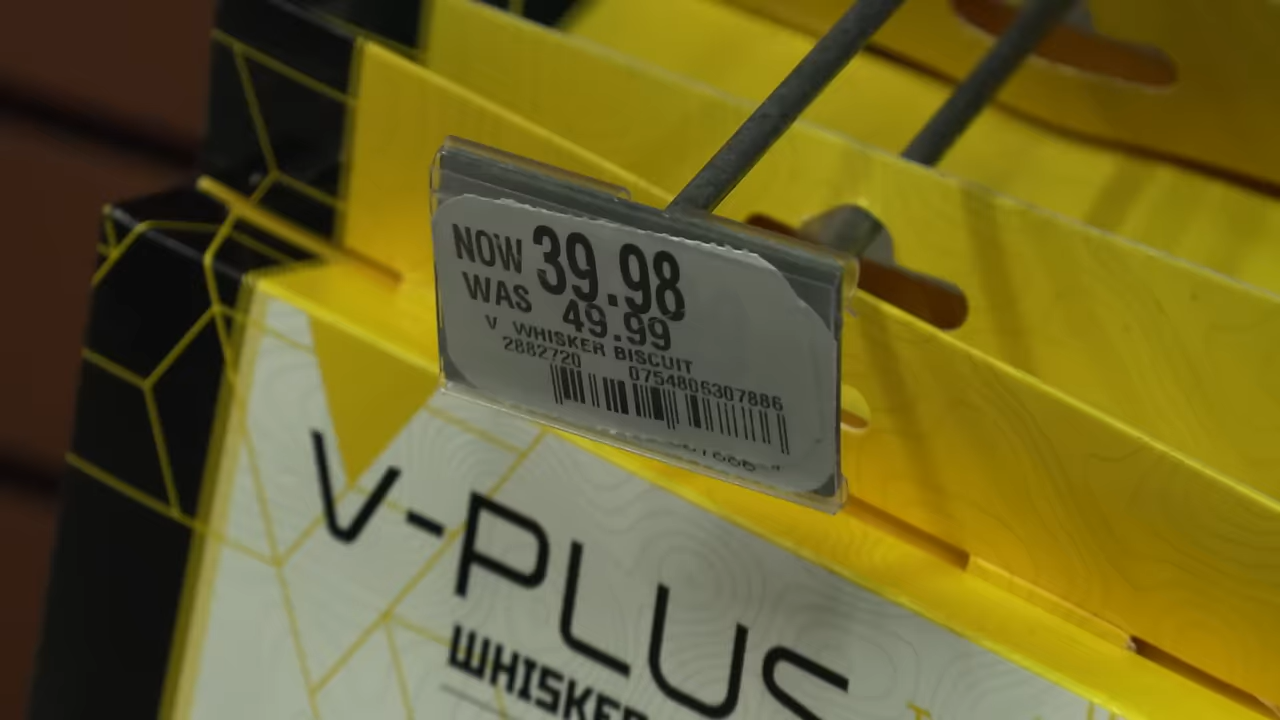 NOW 39.98
WAS 49.99
V WHISKER BISCUIT
2882720 0754806307886
V-PLUS
WHISKER